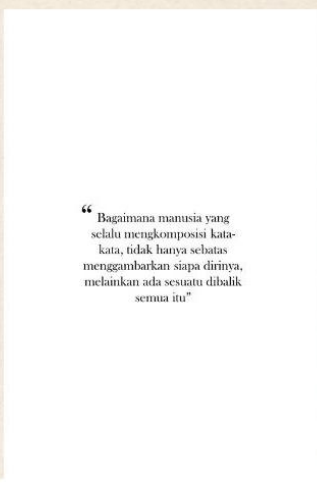 “ Bagaimana manusia yang
selalu mengkomposisi kata-
kata, tidak hanya sebatas
menggambarkan siapa dirinya,
melainkan ada sesuatu dibalik
semua itu”